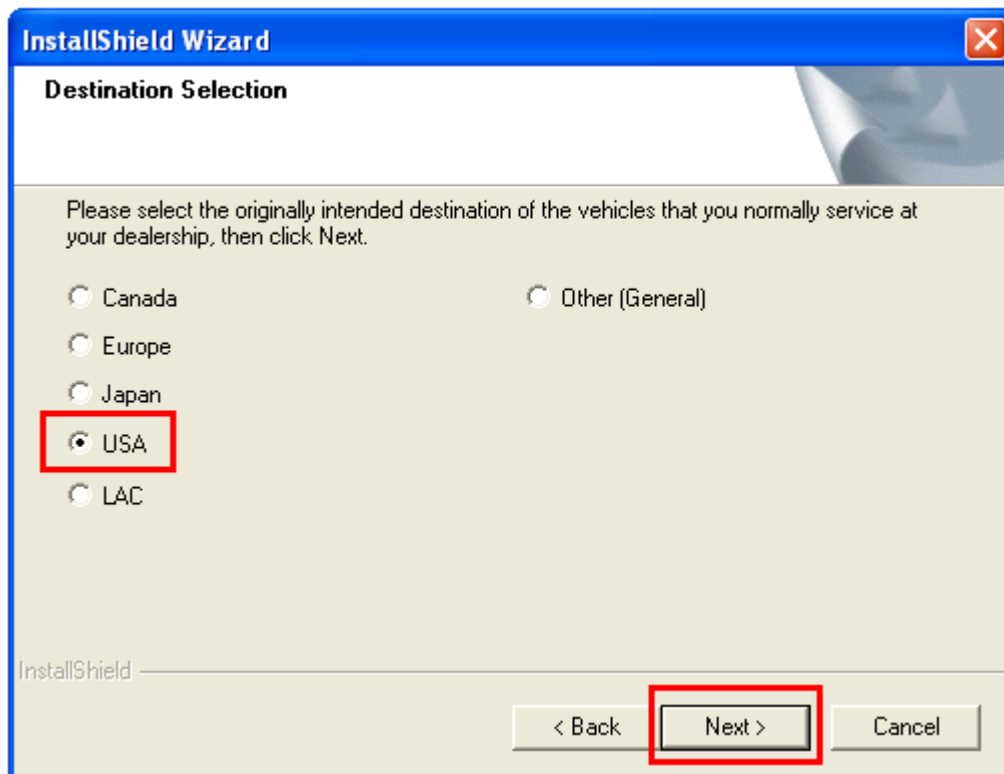 InstallShield Wizard
Destination Selection
Please select the originally intended destination of the vehicles that you normally service at
your dealership, then click Next.
Canada
Other (General)
Europe
Japan
USA
LAC
InstallShield
< Back
Next >
Cancel